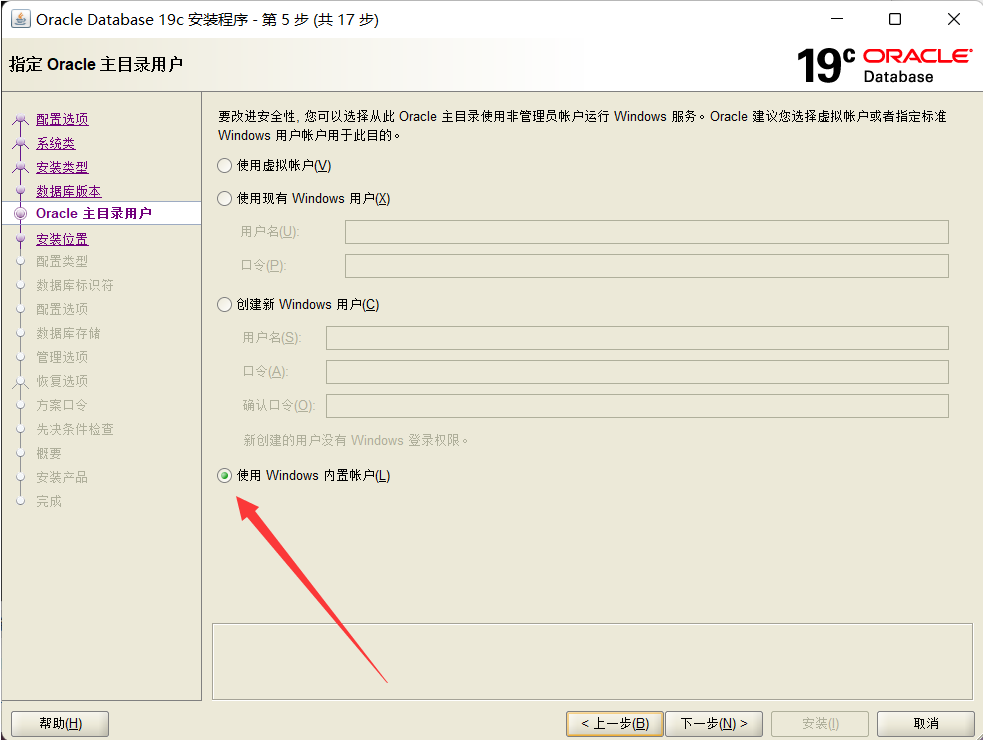 Oracle Database 19c 安装程序 - 第 5 步 (共 17 步)
指定 Oracle 主目录用户
19c ORACLE
Database
配置选项
系统类
安装类型
数据库版本
Oracle 主目录用户
安装位置
配置类型
数据库标识符
配置选项
数据库存储
管理选项
恢复选项
方案口令
先决条件检查
概要
安装产品
完成
要改进安全性, 您可以选择从此 Oracle 主目录使用非管理员帐户运行 Windows 服务。Oracle 建议您选择虚拟帐户或者指定标准
Windows 用户帐户用于此目的。
使用虚拟帐户(V)
使用现有 Windows 用户(X)
用户名(U):
口令(P):
创建新 Windows 用户(C)
用户名(S):
口令(A):
确认口令(O):
新创建的用户没有 Windows 登录权限。
使用 Windows 内置帐户(L)
帮助(H)
< 上一步(B)
下一步(N) >
安装(I)
取消